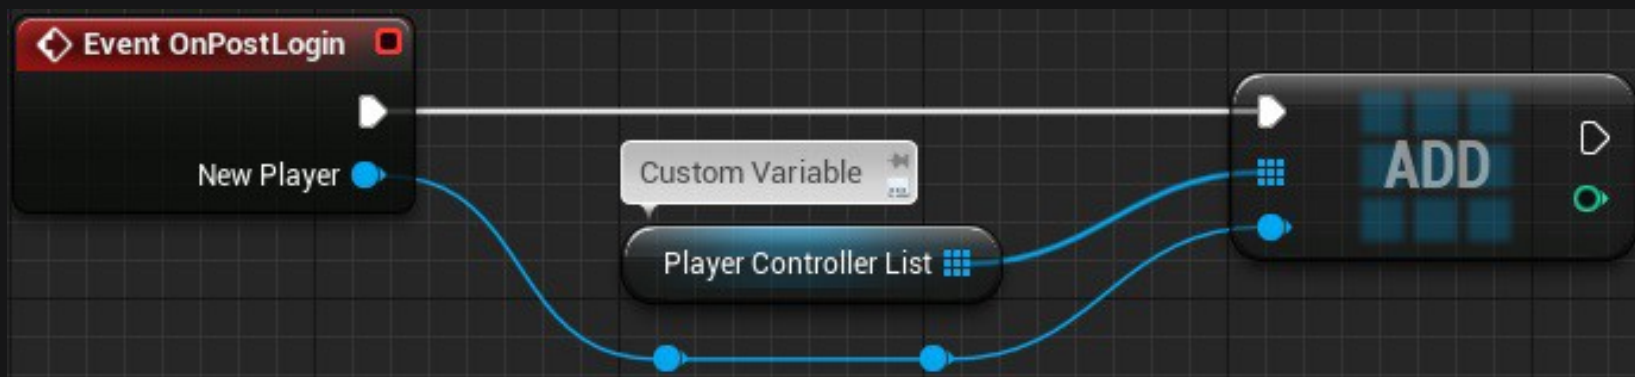 Event OnPostLogin
New Player
Custom Variable
Player Controller List
ADD